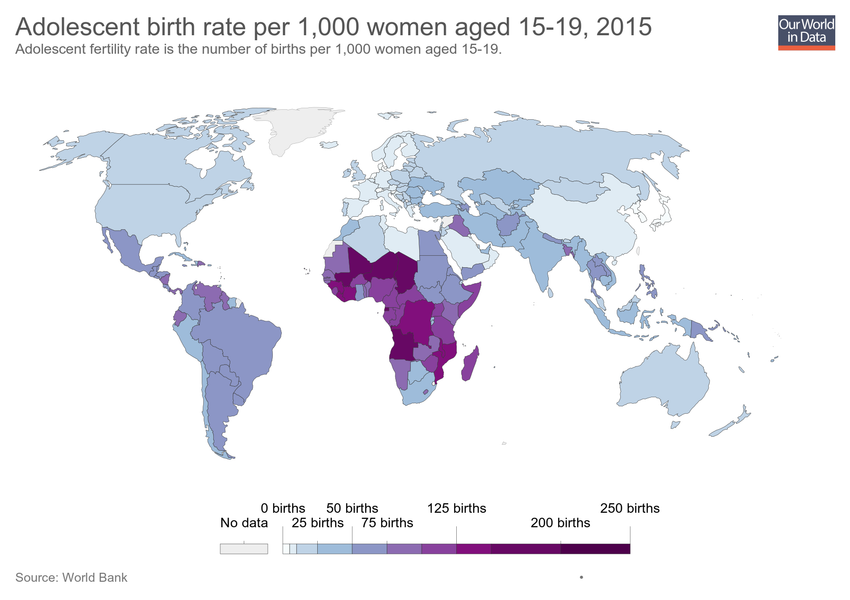 Adolescent birth rate per 1,000 women aged 15-19, 2015
Adolescent fertility rate is the number of births per 1,000 women aged 15-19.
Our World
in Data
0 births 50 births 125 births 250 births
No data 25 births 75 births 200 births
Source: World Bank